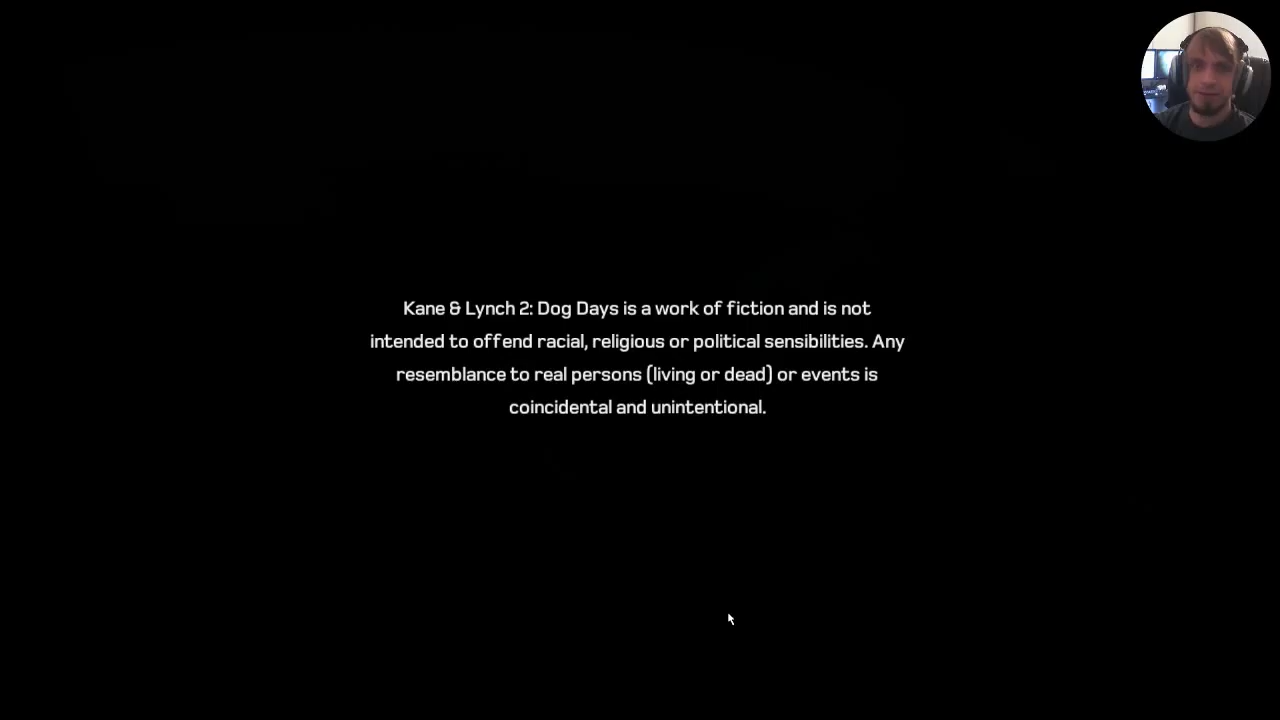 Kane & Lynch 2: Dog Days is a work of fiction and is not
intended to offend racial, religious or political sensibilities. Any
resemblance to real persons (living or dead) or events is
coincidental and unintentional.